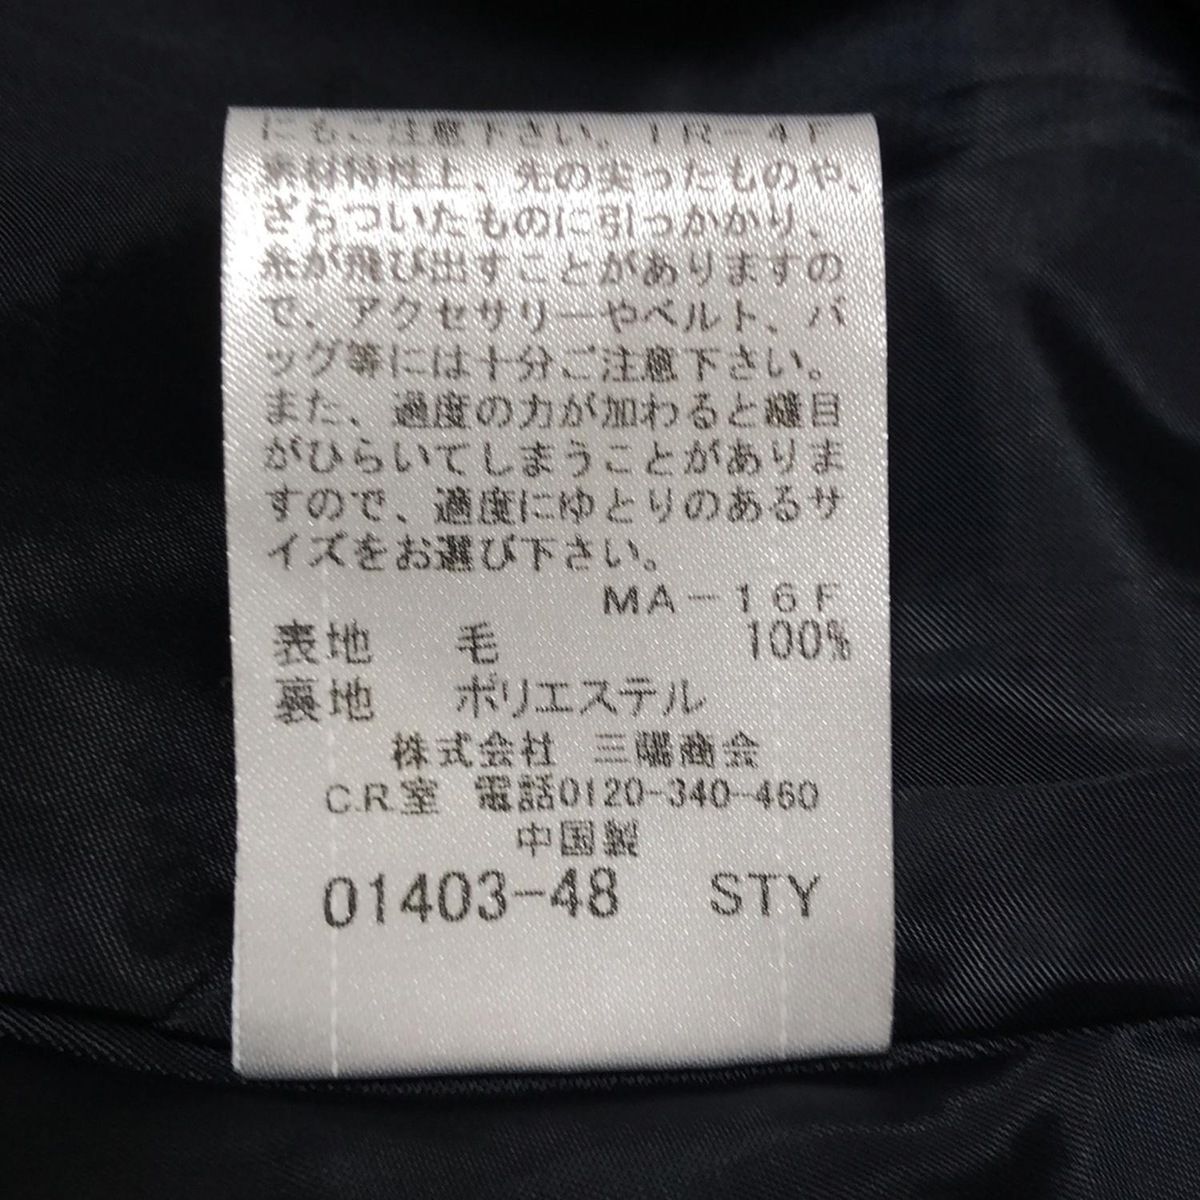 にもご注意下さい。IR-4F
素材特性上、先の尖ったものや、
ざらついたものに引っかかり、
糸が飛び出すことがありますの
で、アクセサリーやベルト、バ
ッグ等には十分ご注意下さい。
また、過度の力が加わると縫目
がひらいてしまうことがありま
すので、適度にゆとりのあるサ
イズをお選び下さい。
MA-16F
表地 毛 100%
裏地 ポリエステル
株式会社 三陽商会
C.R.室 電話0120-340-460
中国製
01403-48 STY